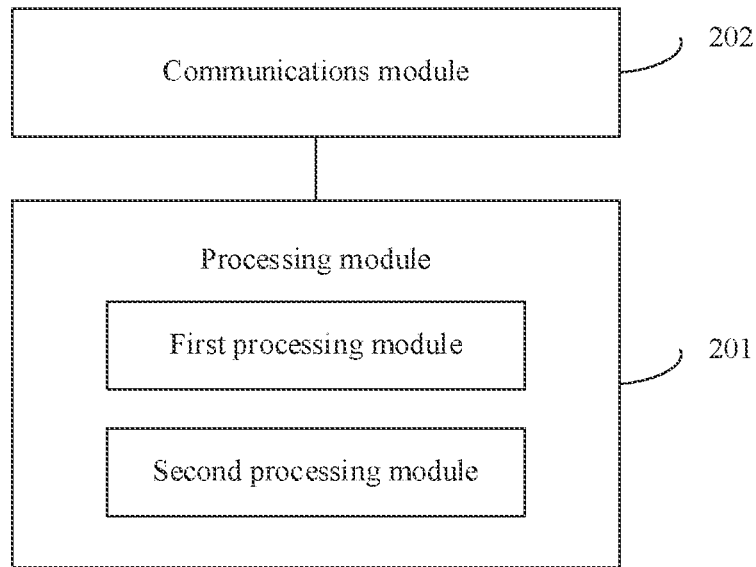 Communications module
202
Processing module
First processing module
201
Second processing module